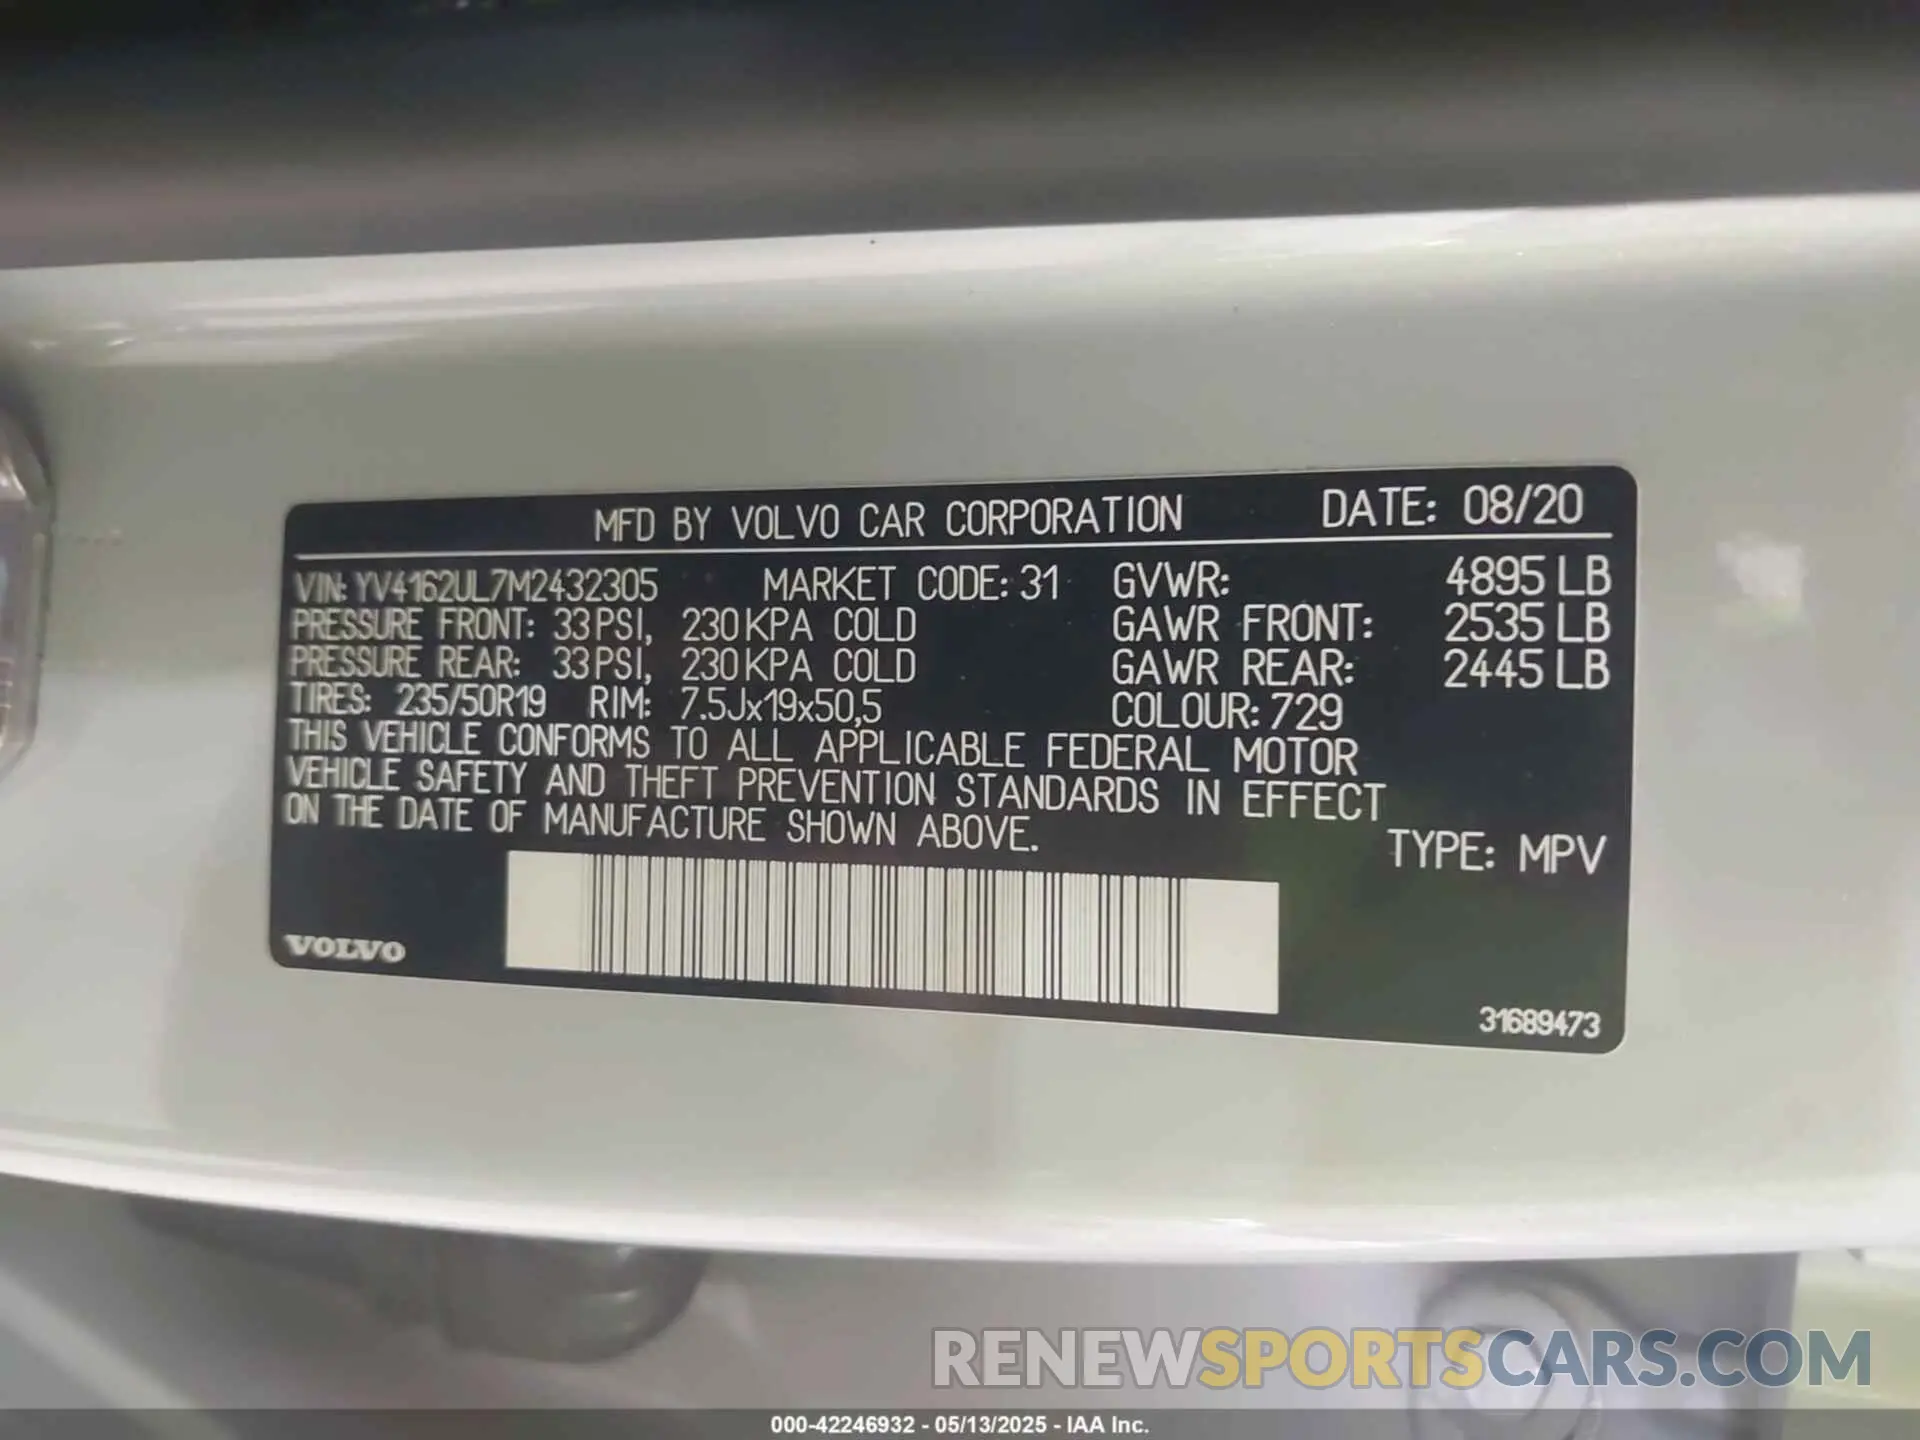 MFD BY VOLVO CAR CORPORATION DATE: 08/20
VIN: YV4162UL7M2432305 MARKET CODE: 31 GVWR: 4895 LB
PRESSURE FRONT: 33 PSI, 230 KPA COLD GAWR FRONT: 2535 LB
PRESSURE REAR: 33 PSI, 230 KPA COLD GAWR REAR: 2445 LB
TIRES: 235/50R19 RIM: 7.5Jx19x50,5 COLOUR: 729
THIS VEHICLE CONFORMS TO ALL APPLICABLE FEDERAL MOTOR
VEHICLE SAFETY AND THEFT PREVENTION STANDARDS IN EFFECT
ON THE DATE OF MANUFACTURE SHOWN ABOVE.
TYPE: MPV
VOLVO
31689473
RENEWSPORTSCARS.COM
000-42246932 - 05/13/2025 - IAA Inc.